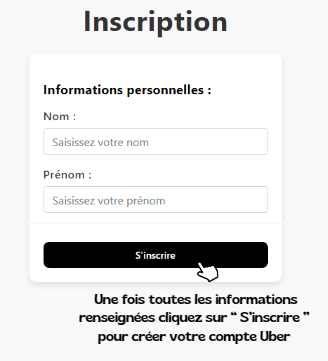 Inscription
Informations personnelles :
Nom :
Saisissez votre nom
Prénom :
Saisissez votre prénom
S'inscrire
Une fois toutes les informations
renseignées cliquez sur “ S'inscrire ”
pour créer votre compte Uber